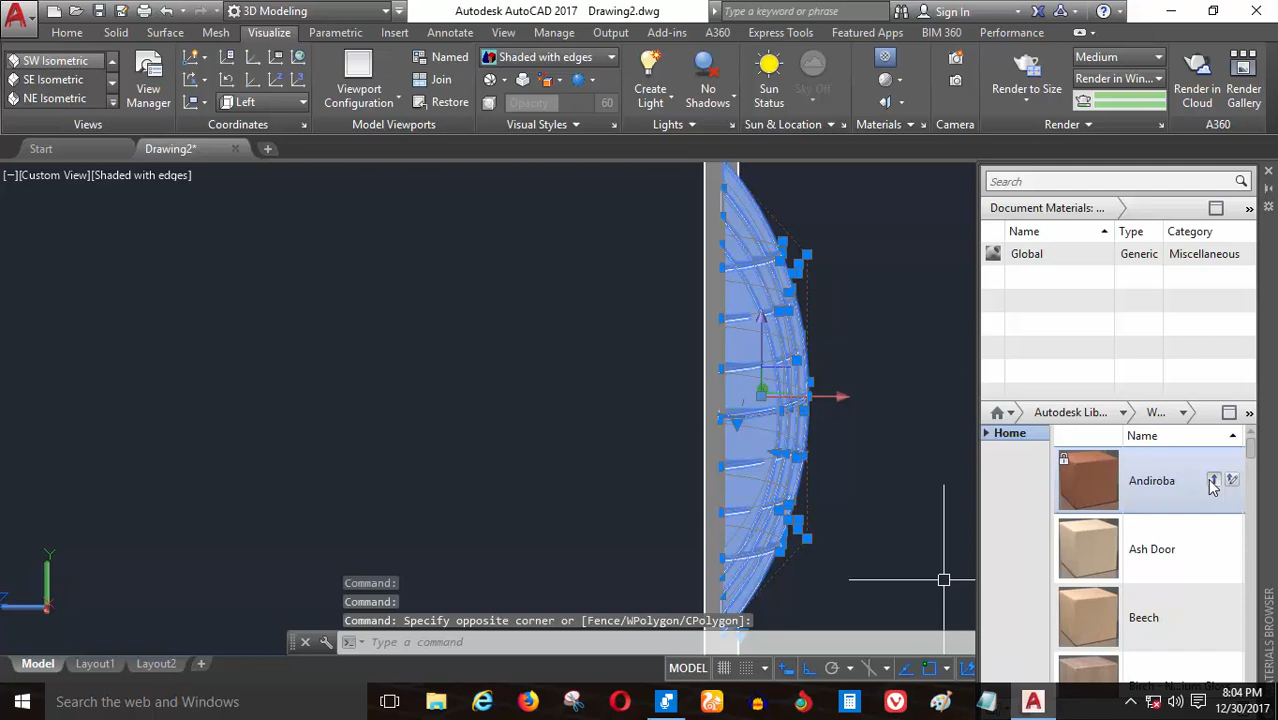 Autodesk AutoCAD 2017 Drawing2.dwg
3D Modeling
Type a keyword or phrase
Sign In
Home Solid Surface Mesh Visualize Parametric Insert Annotate View Manage Output Add-ins A360 Express Tools Featured Apps BIM 360 Performance
SW Isometric
SE Isometric
NE Isometric
View Manager
Left
Viewport Configuration
Named
Join
Restore
Shaded with edges
Opacity 60
Create Light
No Shadows
Sun Status
Sky Off
Render to Size
Medium
Render in Win...
Render in Cloud
Render Gallery
Views Coordinates Model Viewports Visual Styles Lights Sun & Location Materials Camera Render A360
Start Drawing2*
[−][Custom View][Shaded with edges]
Search
Document Materials: ...
Name Type Category
Global Generic Miscellaneous
Autodesk Lib... W...
Home
Name
Andiroba
Ash Door
Beech
MATERIALS BROWSER
Y
Z
Command:
Command:
Command: Specify opposite corner or [Fence/WPolygon/CPolygon]:
Type a command
Model Layout1 Layout2
MODEL
Search the web and Windows
8:04 PM
12/30/2017